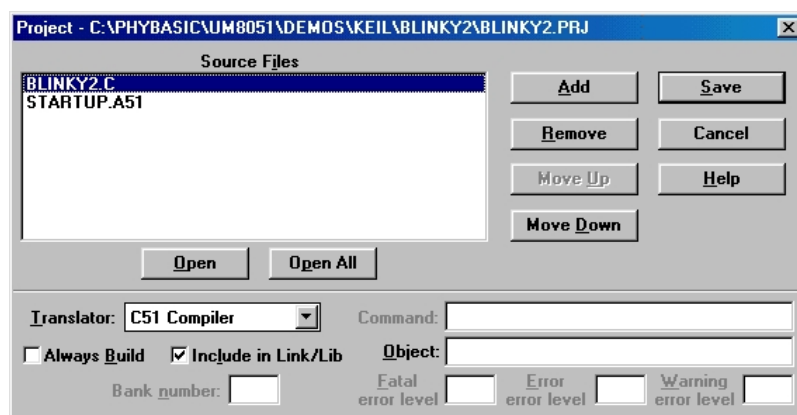 Project - C:\PHYBASIC\UM8051\DEMOS\KEIL\BLINKY2\BLINKY2.PRJ
Source Files
BLINKY2.C
STARTUP.A51
Add
Save
Remove
Cancel
Move Up
Help
Move Down
Open
Open All
Translator: C51 Compiler
Command:
Always Build
Include in Link/Lib
Object:
Bank number:
Fatal error level
Error error level
Warning error level